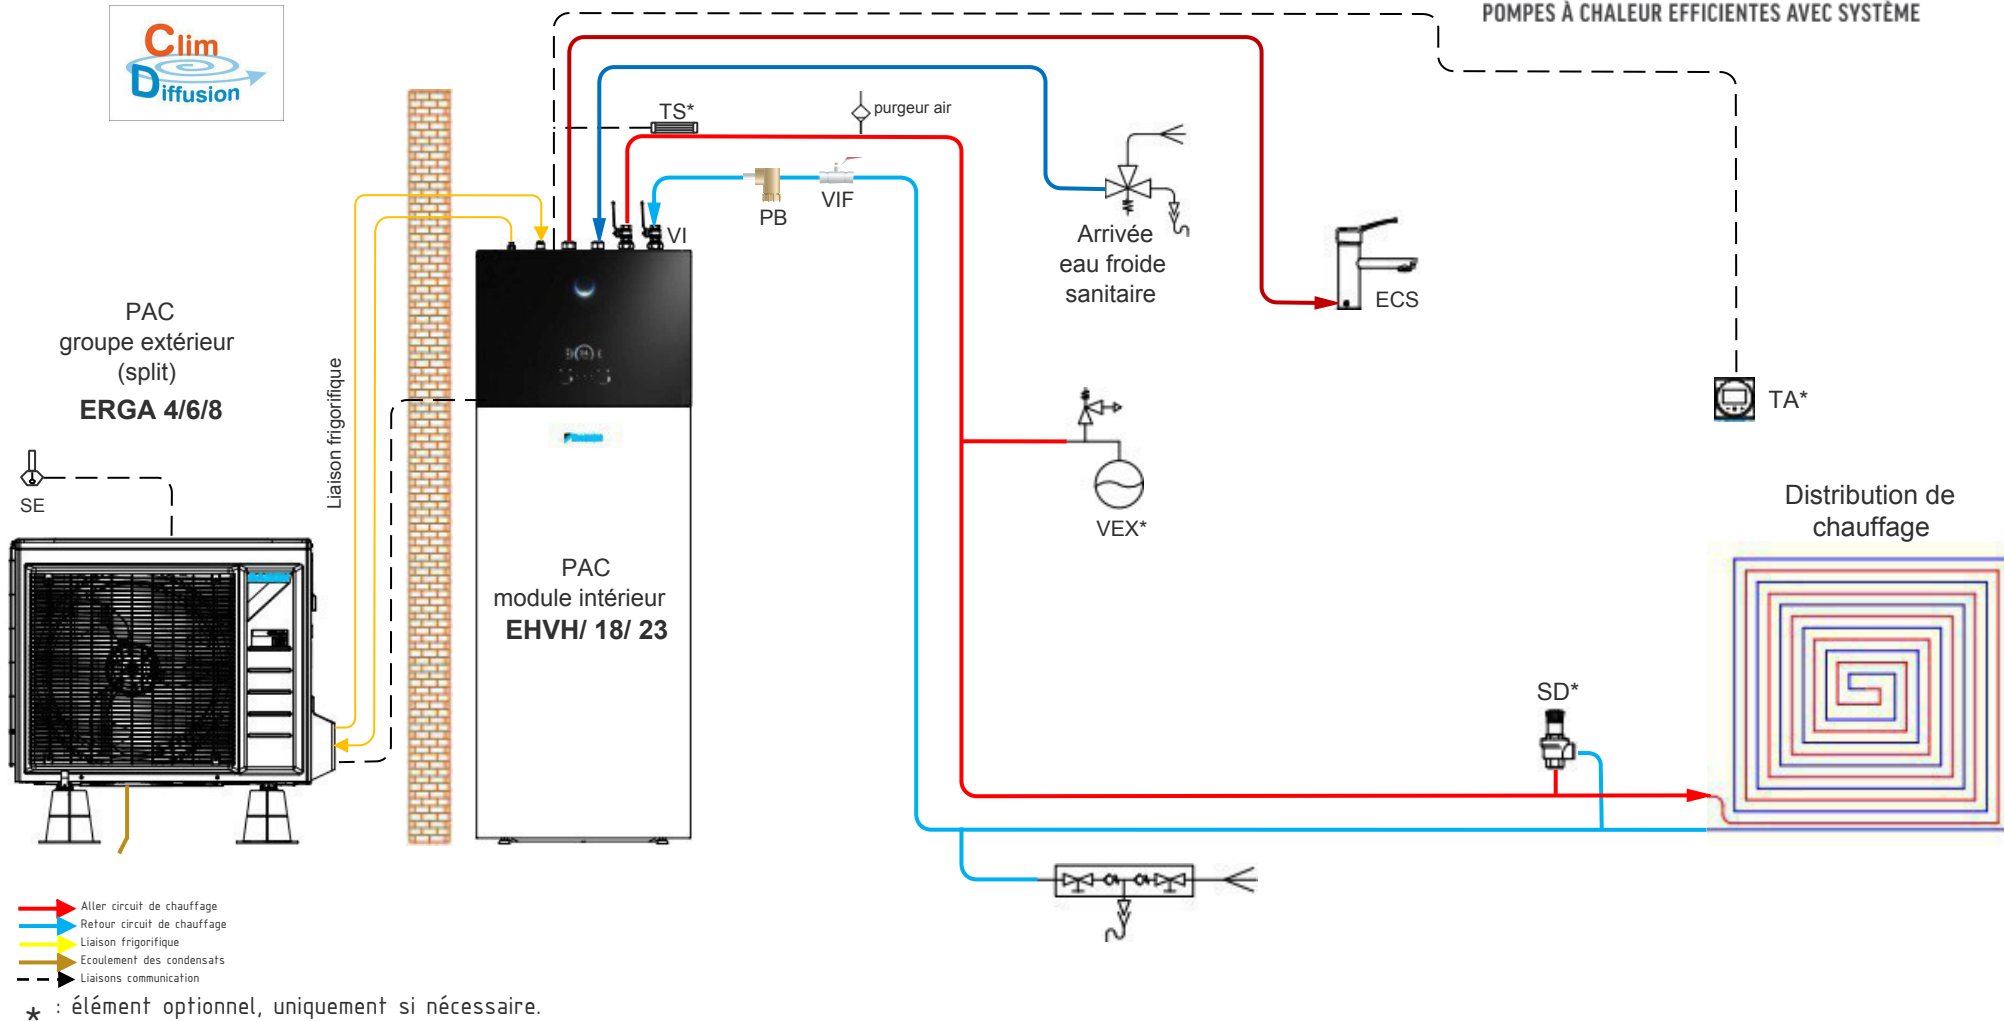 POMPES À CHALEUR EFFICIENTES AVEC SYSTÈME
Clim
Diffusion
TS*
purgeur air
PB
VIF
VI
Arrivée
eau froide
sanitaire
ECS
PAC
groupe extérieur
(split)
ERGA 4/6/8
Liaison frigorifique
TA*
SE
VEX*
Distribution de
chauffage
PAC
module intérieur
EHVH/ 18/ 23
SD*
Aller circuit de chauffage
Retour circuit de chauffage
Liaison frigorifique
Ecoulement des condensats
Liaisons communication
* : élément optionnel, uniquement si nécessaire.